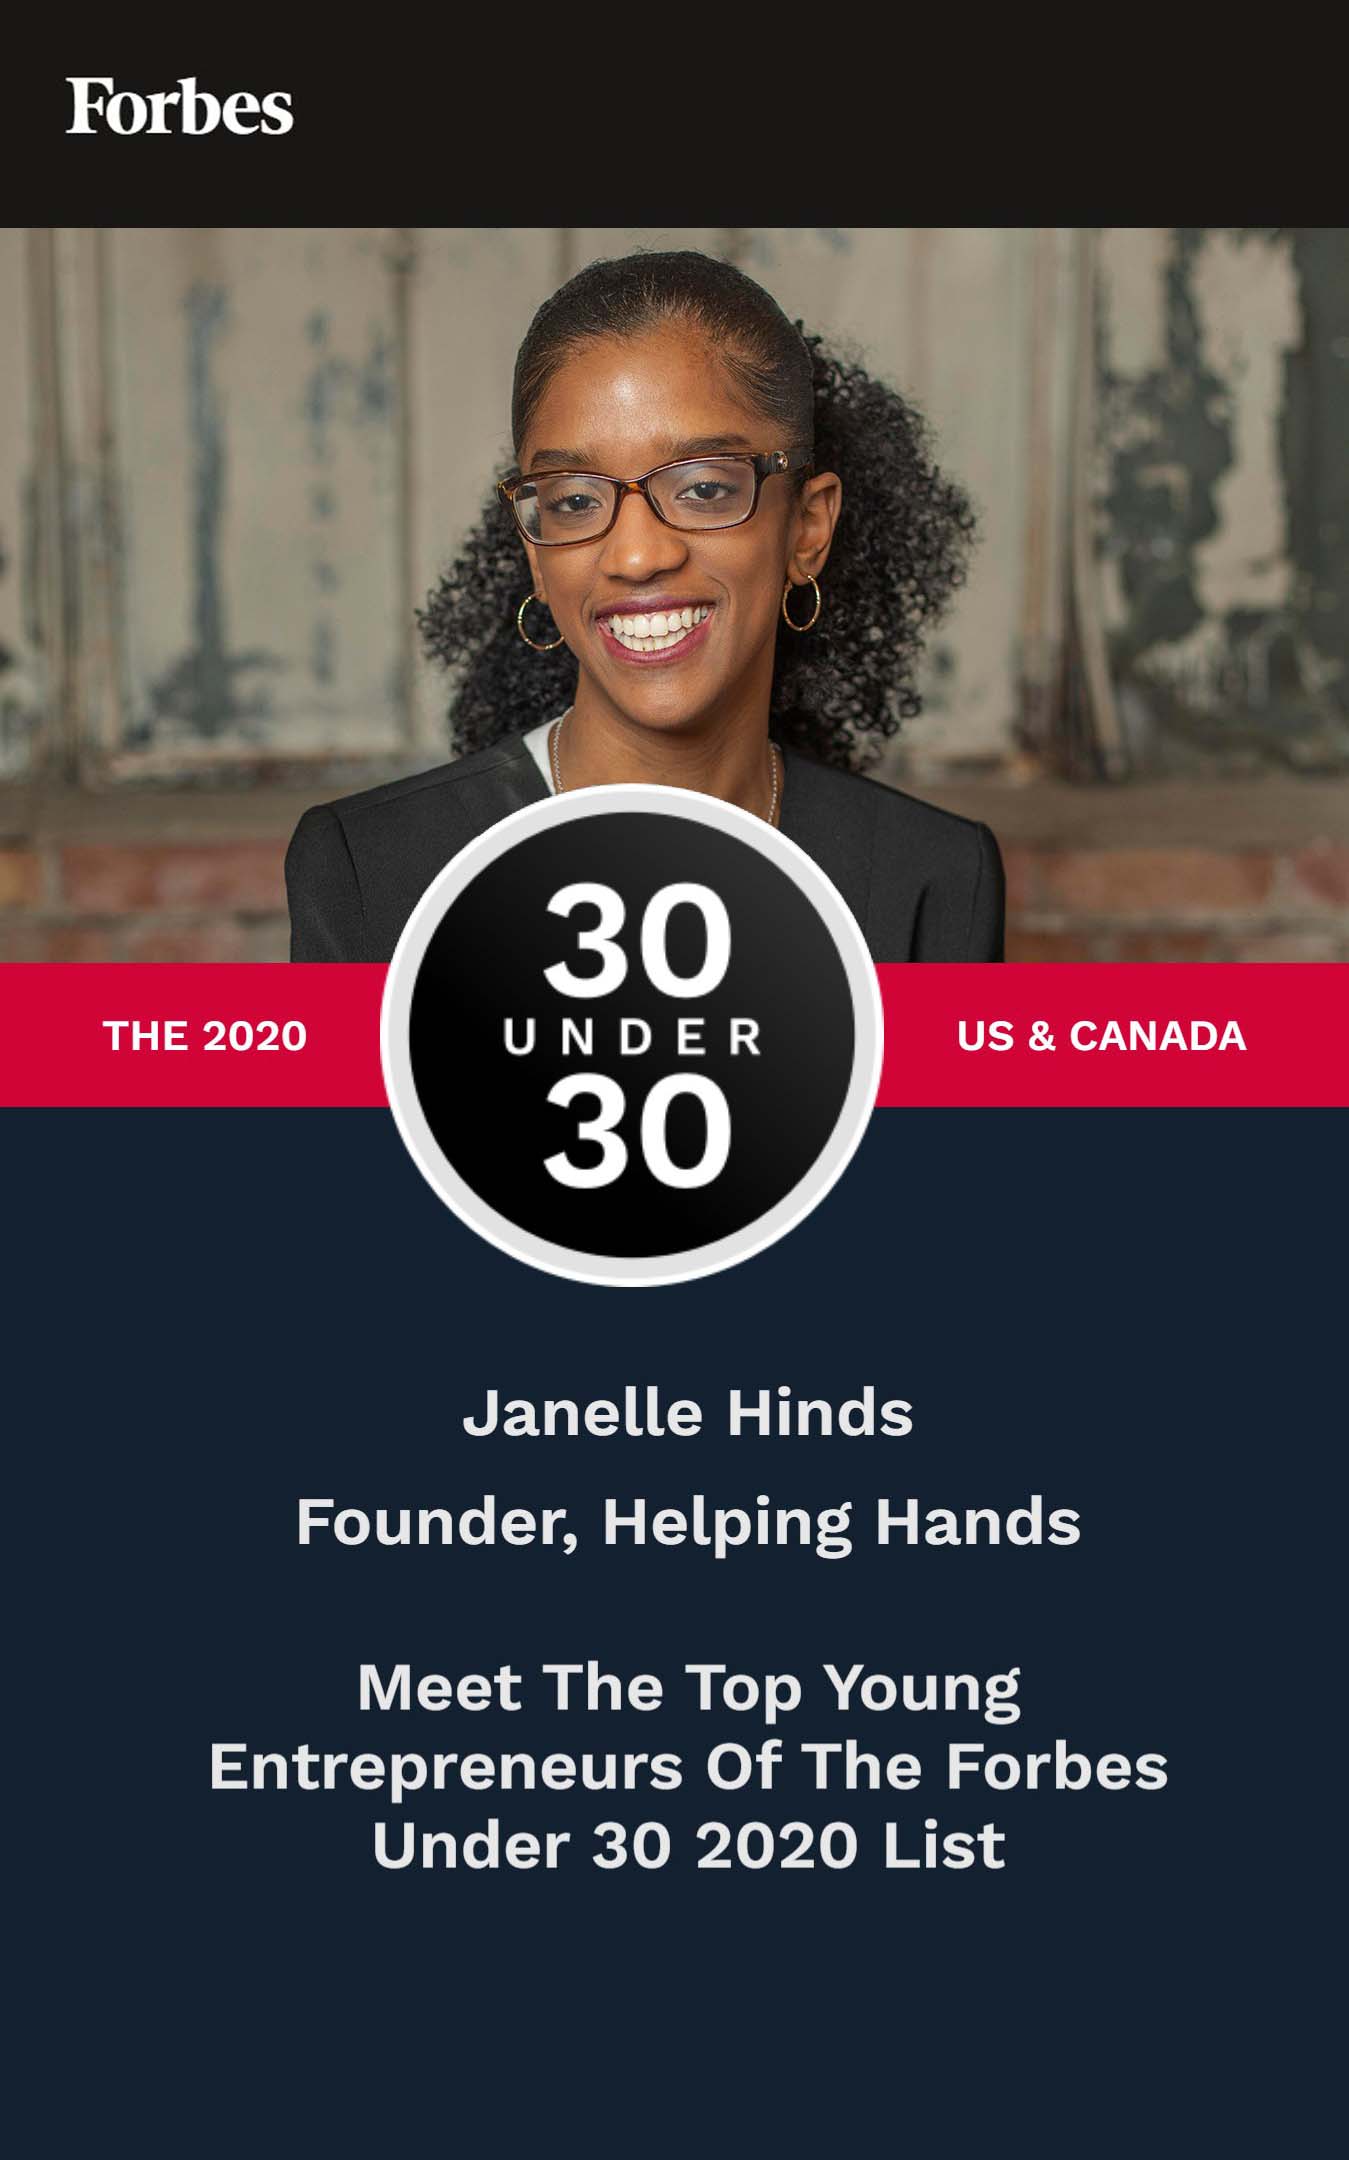 Forbes
THE 2020
30
UNDER
30
US & CANADA
Janelle Hinds
Founder, Helping Hands
Meet The Top Young
Entrepreneurs Of The Forbes
Under 30 2020 List